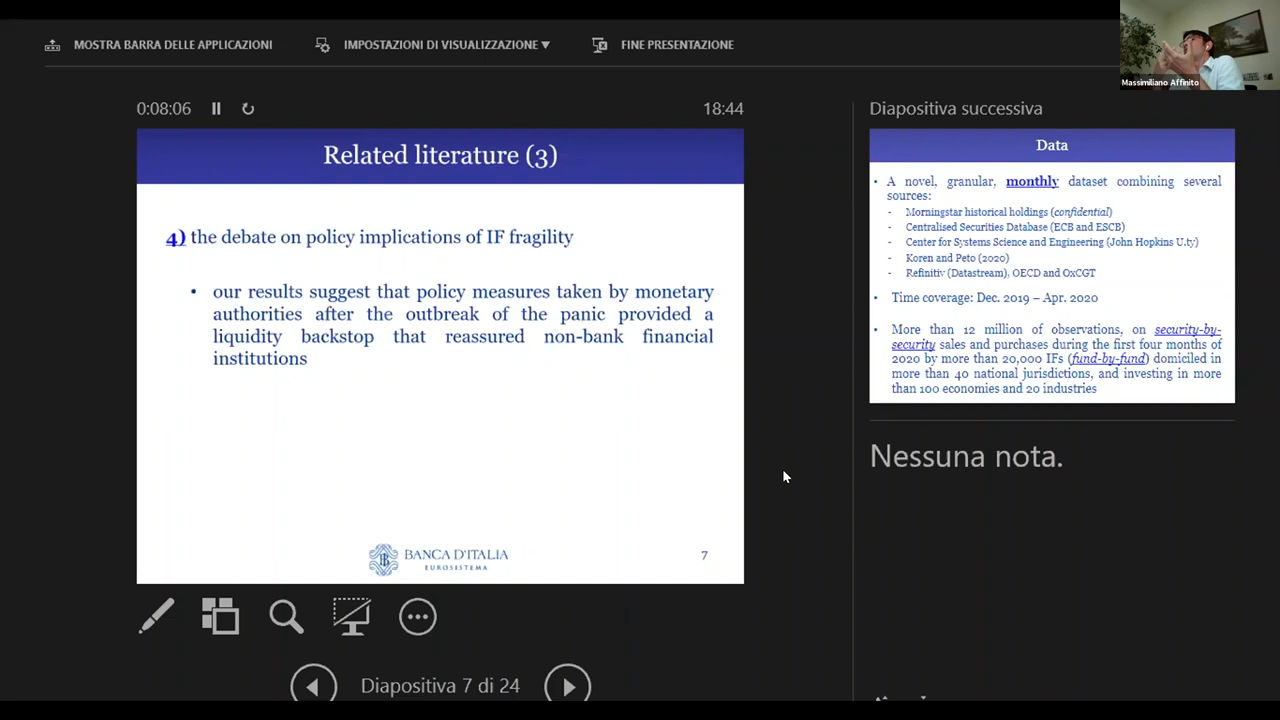 MOSTRA BARRA DELLE APPLICAZIONI
IMPOSTAZIONI DI VISUALIZZAZIONE ▼
FINE PRESENTAZIONE
Massimiliano Affinito
0:08:06
18:44
Related literature (3)
4) the debate on policy implications of IF fragility
• our results suggest that policy measures taken by monetary
authorities after the outbreak of the panic provided a
liquidity backstop that reassured non-bank financial
institutions
BANCA D'ITALIA
EUROSISTEMA
7
Diapositiva 7 di 24
Diapositiva successiva
Data
• A novel, granular, monthly dataset combining several
sources:
- Morningstar historical holdings (confidential)
- Centralised Securities Database (ECB and ESCB)
- Center for Systems Science and Engineering (John Hopkins U.ty)
- Koren and Peto (2020)
- Refinitiv (Datastream), OECD and OxCGT
• Time coverage: Dec. 2019 – Apr. 2020
• More than 12 million of observations, on security-by-
security sales and purchases during the first four months of
2020 by more than 20,000 IFs (fund-by-fund) domiciled in
more than 40 national jurisdictions, and investing in more
than 100 economies and 20 industries
Nessuna nota.